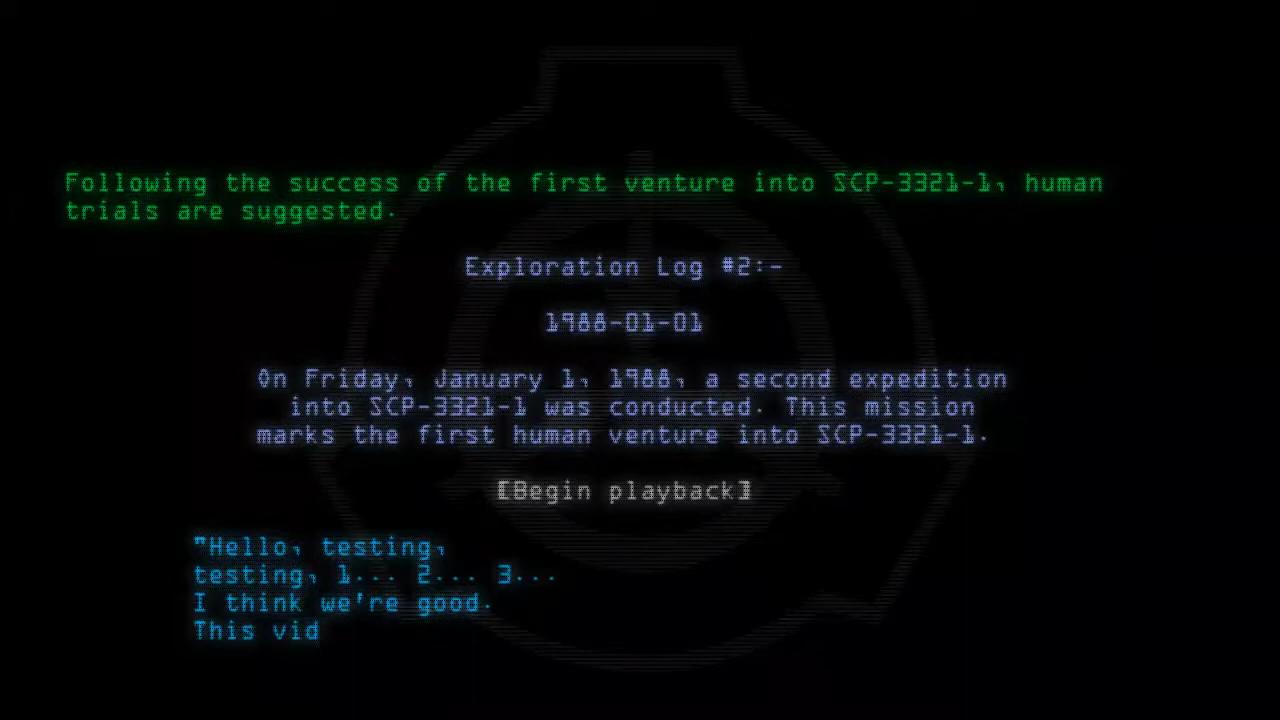 Following the success of the first venture into SCP-3321-1, human
trials are suggested.
Exploration Log #2:-
1988-01-01
On Friday, January 1, 1988, a second expedition
into SCP-3321-1 was conducted. This mission
marks the first human venture into SCP-3321-1.
[Begin playback]
"Hello, testing,
testing, 1... 2... 3...
I think we're good.
This vid